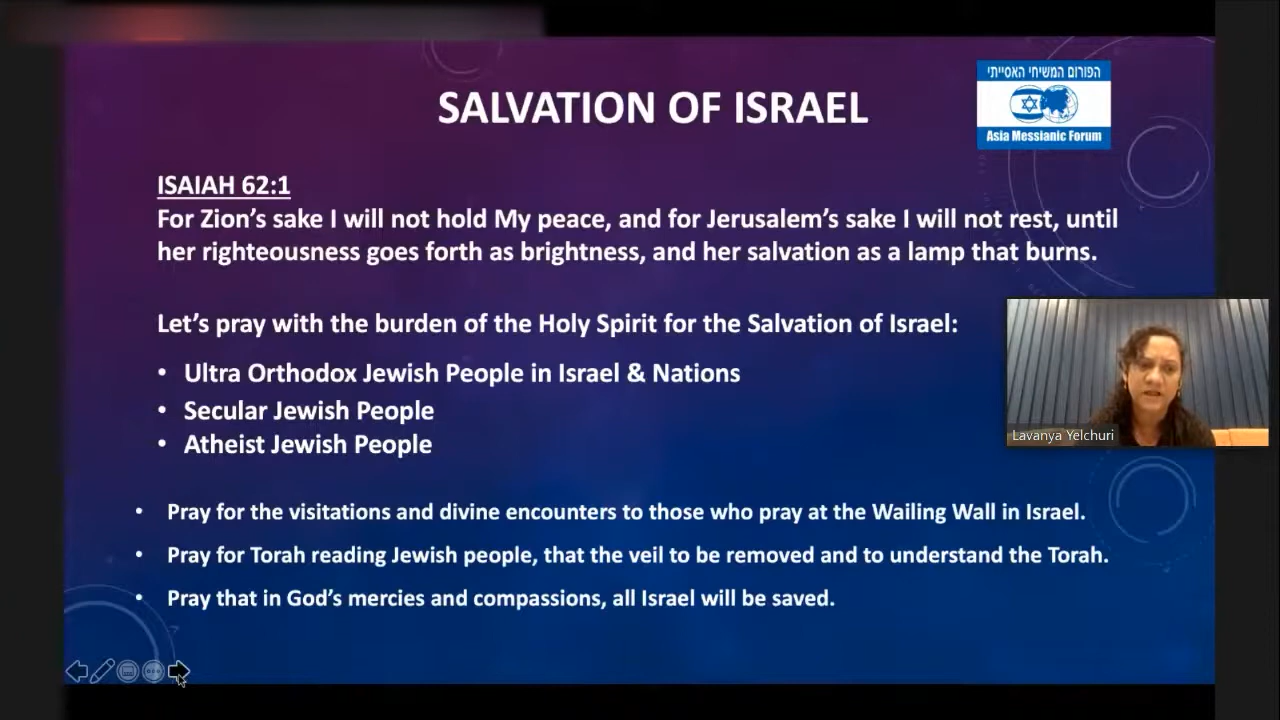 SALVATION OF ISRAEL
הפורום המשיחי האסייתי
Asia Messianic Forum
ISAIAH 62:1
For Zion’s sake I will not hold My peace, and for Jerusalem’s sake I will not rest, until
her righteousness goes forth as brightness, and her salvation as a lamp that burns.
Let’s pray with the burden of the Holy Spirit for the Salvation of Israel:
• Ultra Orthodox Jewish People in Israel & Nations
• Secular Jewish People
• Atheist Jewish People
Lavanya Yelchuri
• Pray for the visitations and divine encounters to those who pray at the Wailing Wall in Israel.
• Pray for Torah reading Jewish people, that the veil to be removed and to understand the Torah.
• Pray that in God’s mercies and compassions, all Israel will be saved.